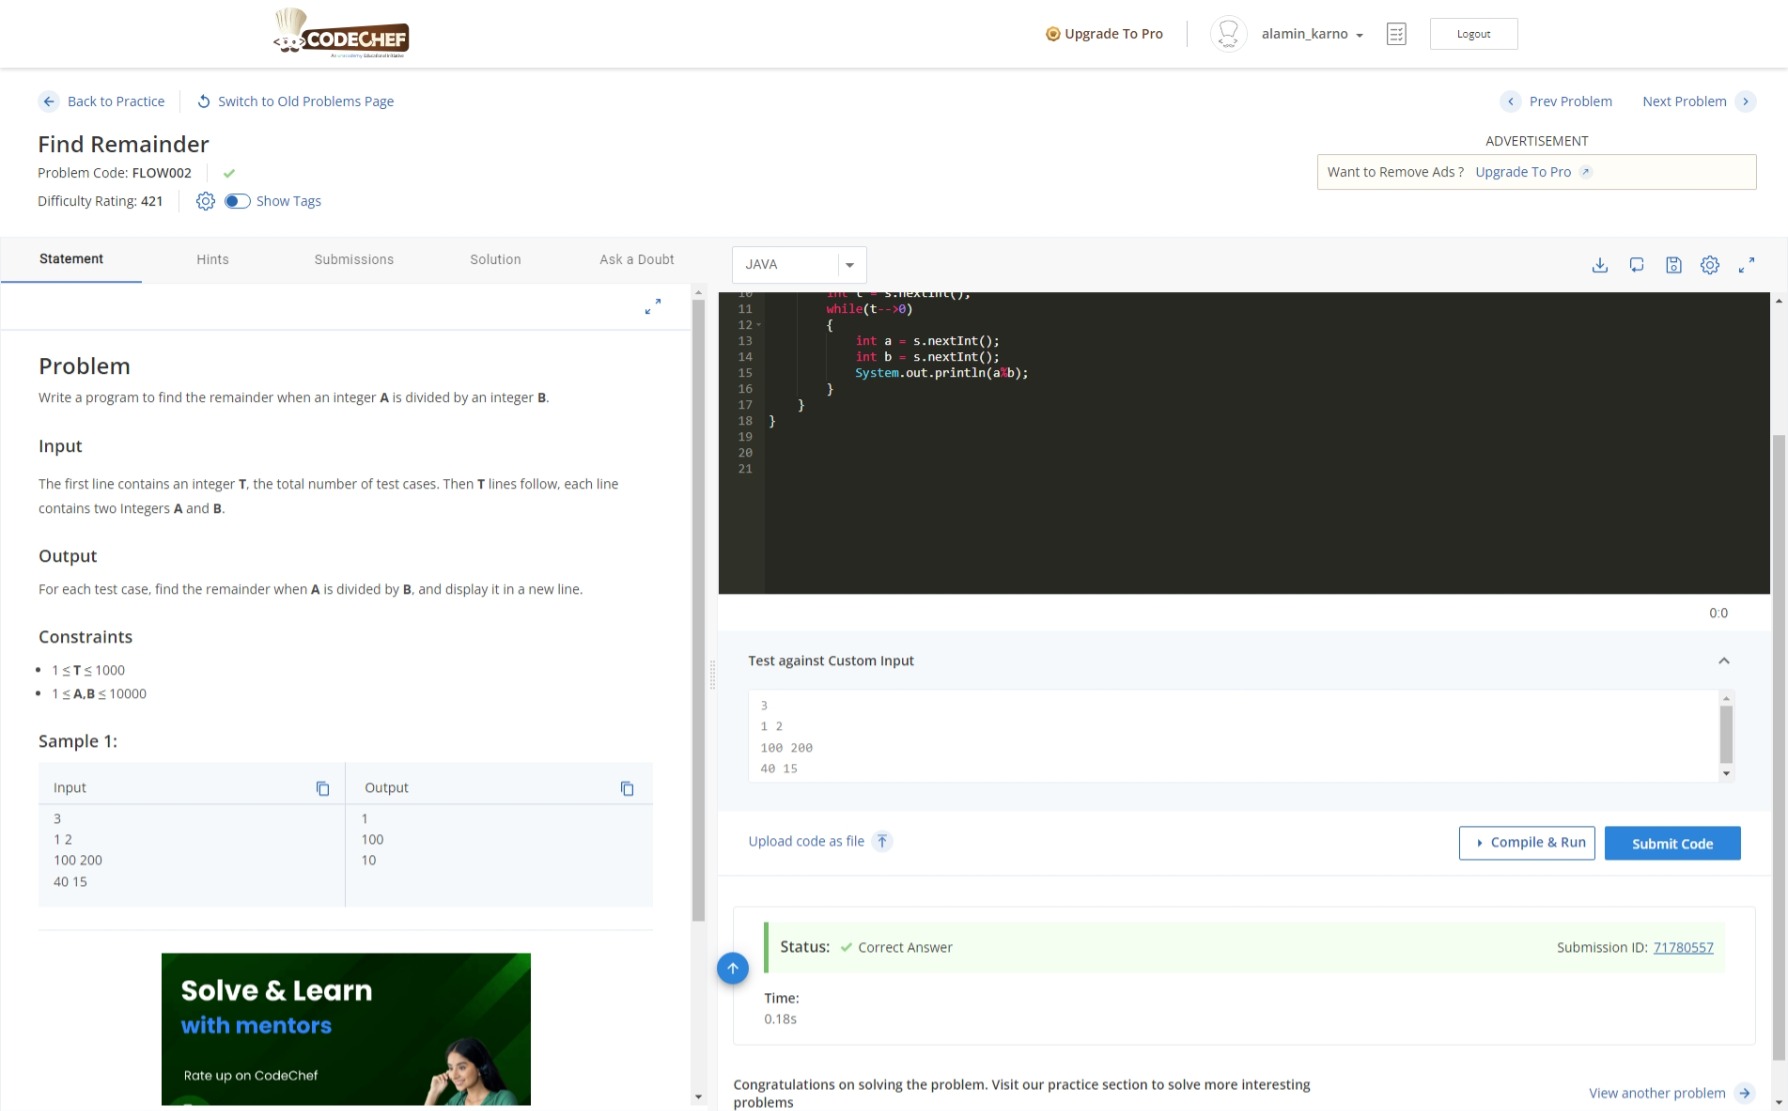 CODECHEF
An unacademy Educational Initiative
Upgrade To Pro
alamin_karno
Logout
Back to Practice
Switch to Old Problems Page
Prev Problem
Next Problem
Find Remainder
Problem Code: FLOW002
Difficulty Rating: 421
Show Tags
ADVERTISEMENT
Want to Remove Ads ? Upgrade To Pro
Statement
Hints
Submissions
Solution
Ask a Doubt
Problem
Write a program to find the remainder when an integer A is divided by an integer B.
Input
The first line contains an integer T, the total number of test cases. Then T lines follow, each line
contains two Integers A and B.
Output
For each test case, find the remainder when A is divided by B, and display it in a new line.
Constraints
1 ≤ T ≤ 1000
1 ≤ A,B ≤ 10000
Sample 1:
Input
Output
3
1 2
100 200
40 15
1
100
10
Solve & Learn
with mentors
Rate up on CodeChef
JAVA
10 int t = s.nextInt();
11 while(t-->0)
12 {
13 int a = s.nextInt();
14 int b = s.nextInt();
15 System.out.println(a%b);
16 }
17 }
18 }
19
20
21
0:0
Test against Custom Input
3
1 2
100 200
40 15
Upload code as file
Compile & Run
Submit Code
Status: Correct Answer
Submission ID: 71780557
Time:
0.18s
Congratulations on solving the problem. Visit our practice section to solve more interesting
problems
View another problem